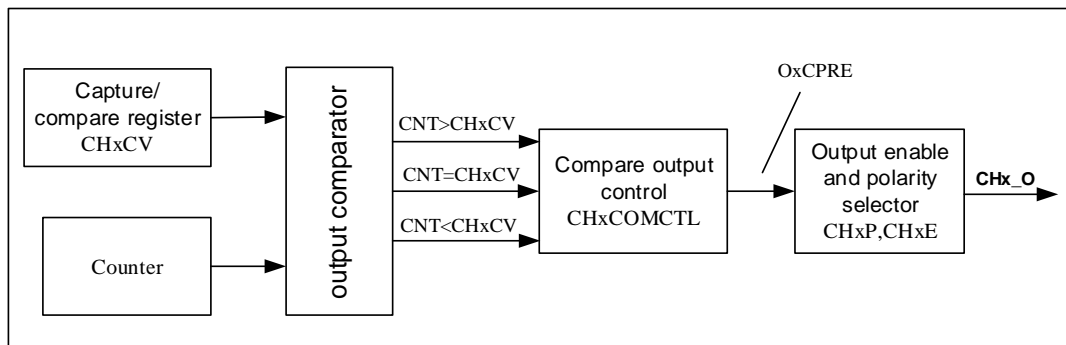 Capture/
compare register
CHxCV
Counter
output comparator
CNT>CHxCV
CNT=CHxCV
CNT<CHxCV
Compare output
control
CHxCOMCTL
OxCPRE
Output enable
and polarity
selector
CHxP,CHxE
CHx_O